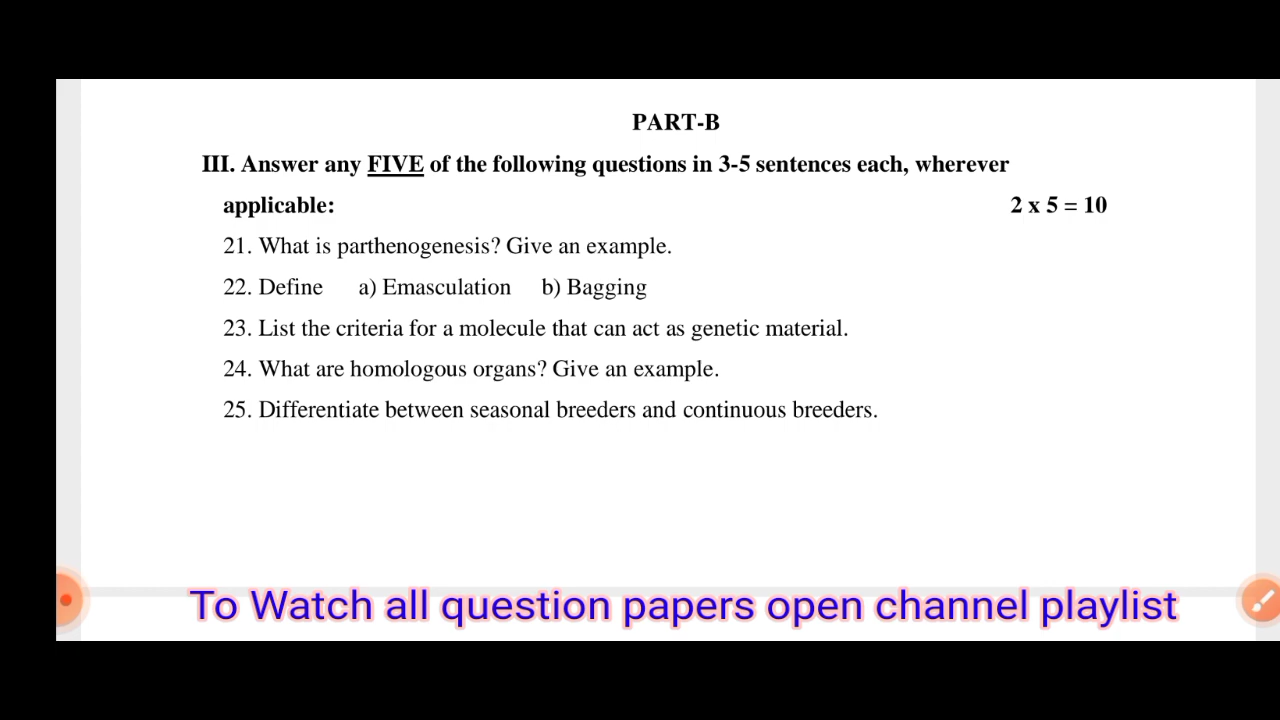 PART-B
III. Answer any FIVE of the following questions in 3-5 sentences each, wherever
applicable: 2 x 5 = 10
21. What is parthenogenesis? Give an example.
22. Define a) Emasculation b) Bagging
23. List the criteria for a molecule that can act as genetic material.
24. What are homologous organs? Give an example.
25. Differentiate between seasonal breeders and continuous breeders.
To Watch all question papers open channel playlist